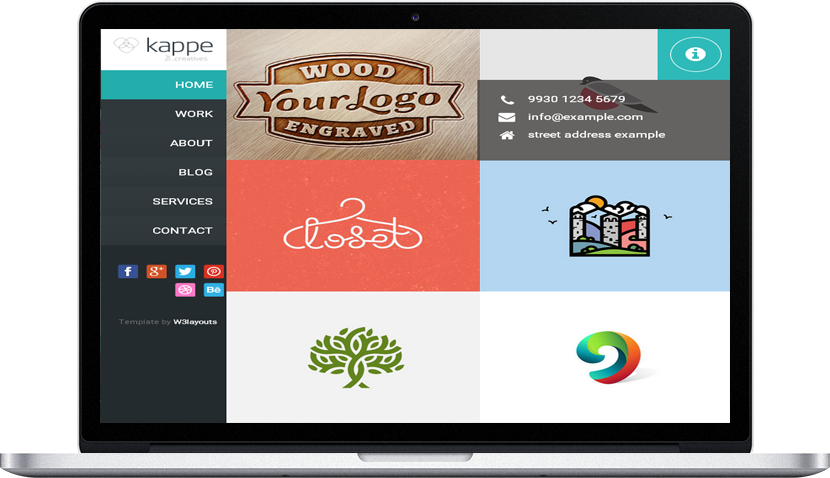 kappe
creatives
HOME
WORK
ABOUT
BLOG
SERVICES
CONTACT
f g+ Bē
Template by W3layouts
WOOD
YourLogo
ENGRAVED
i
9930 1234 5679
info@example.com
street address example
Closet